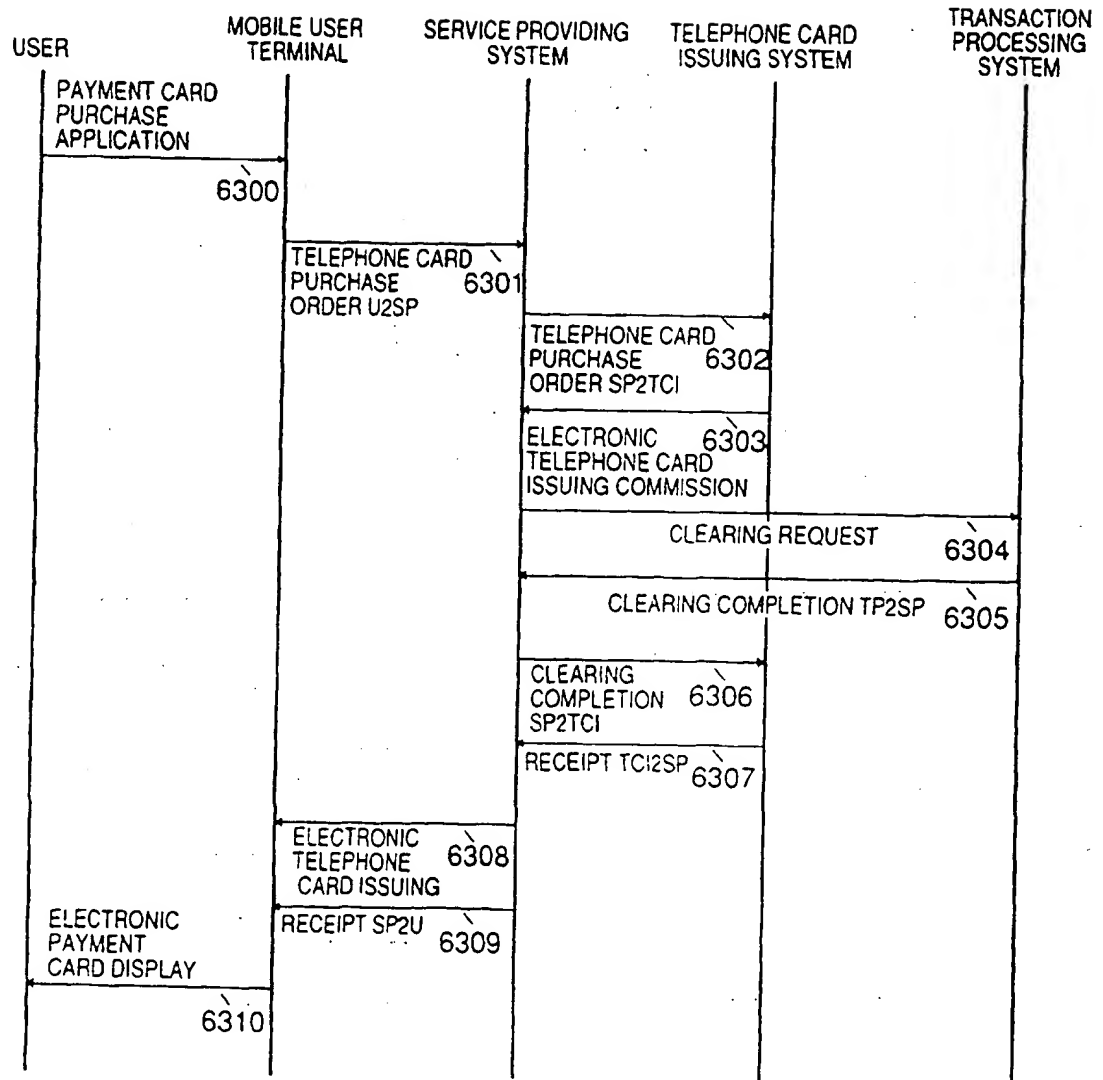 USER
MOBILE USER
TERMINAL
SERVICE PROVIDING
SYSTEM
TELEPHONE CARD
ISSUING SYSTEM
TRANSACTION
PROCESSING
SYSTEM
PAYMENT CARD
PURCHASE
APPLICATION
6300
TELEPHONE CARD
PURCHASE
ORDER U2SP
6301
TELEPHONE CARD
PURCHASE
ORDER SP2TCI
6302
ELECTRONIC
TELEPHONE CARD
ISSUING COMMISSION
6303
CLEARING REQUEST
6304
CLEARING COMPLETION TP2SP
6305
CLEARING
COMPLETION
SP2TCI
6306
RECEIPT TCI2SP
6307
ELECTRONIC
TELEPHONE
CARD ISSUING
6308
RECEIPT SP2U
6309
ELECTRONIC
PAYMENT
CARD DISPLAY
6310